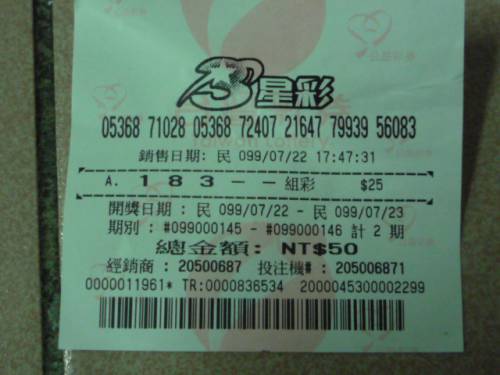 3星彩
05368 71028 05368 72407 21647 79939 56083
銷售日期: 民 099/07/22 17:47:31
A. 1 8 3 - - 組彩 $25
開獎日期 : 民 099/07/22 - 民 099/07/23
期別 : #099000145 - #099000146 計 2 期
總金額: NT$50
經銷商 : 20500687 投注機# : 205006871
0000011961* TR:0000836534 2000045300002299